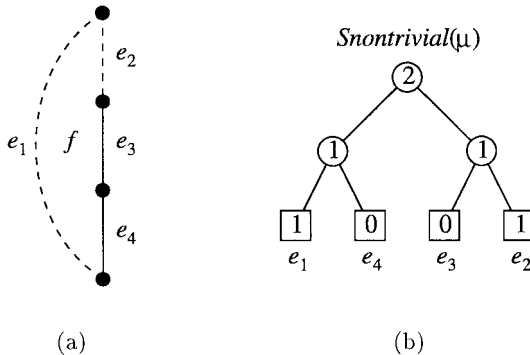 e2
e1 f e3
e4
(a)
Snontrivial(μ)
2
1 1
1 0 0 1
e1 e4 e3 e2
(b)